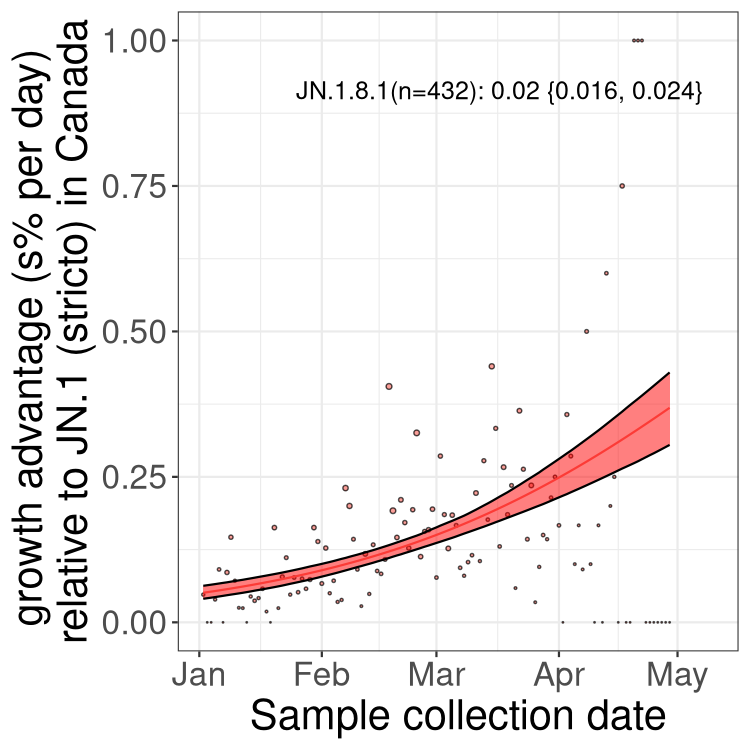 growth advantage (s% per day)
relative to JN.1 (stricto) in Canada
1.00
0.75
0.50
0.25
0.00
JN.1.8.1(n=432): 0.02 {0.016, 0.024}
Jan Feb Mar Apr May
Sample collection date